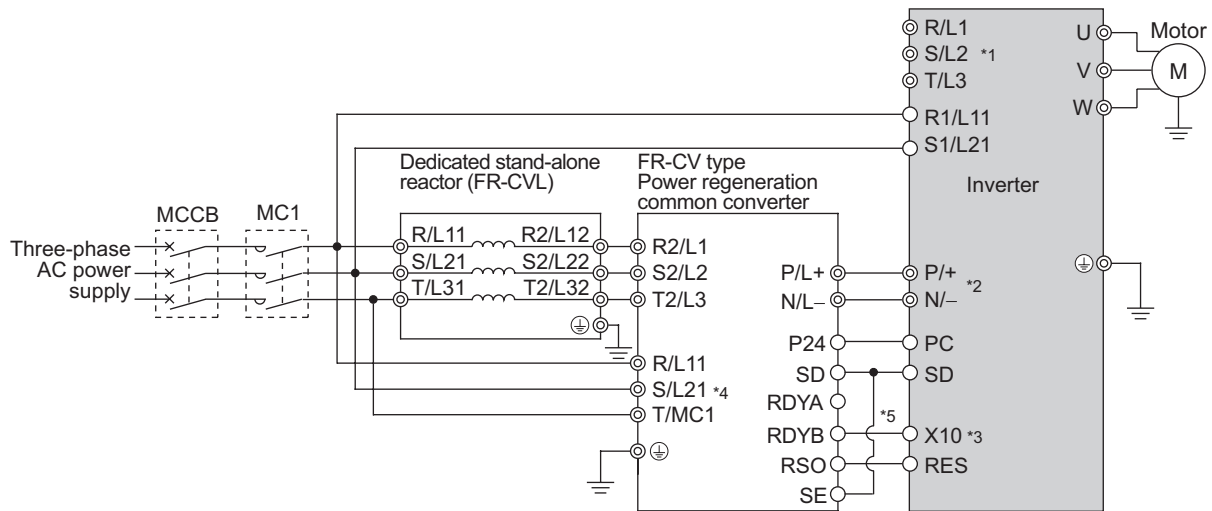 R/L1
S/L2 *1
T/L3
R1/L11
S1/L21
U
V
W
Motor
M
Inverter
Dedicated stand-alone
reactor (FR-CVL)
FR-CV type
Power regeneration
common converter
MCCB
MC1
Three-phase
AC power
supply
R/L11
R2/L12
S/L21
S2/L22
T/L31
T2/L32
R2/L1
S2/L2
T2/L3
P/L+
N/L−
P/+
*2
N/−
P24
PC
SD
SD
R/L11
S/L21 *4
T/MC1
RDYA
*5
RDYB
X10 *3
RSO
RES
SE